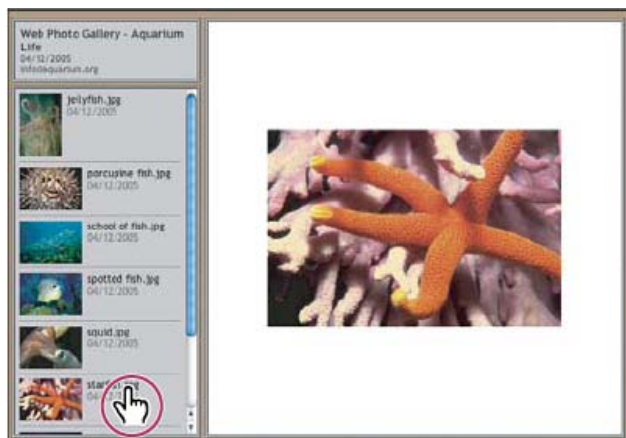 Web Photo Gallery - Aquarium
Life
04/12/2005
info@aquarium.org
jellyfish.jpg
04/12/2005
porcupine fish.jpg
04/12/2005
school of fish.jpg
04/12/2005
spotted fish.jpg
04/12/2005
squid.jpg
04/12/2005